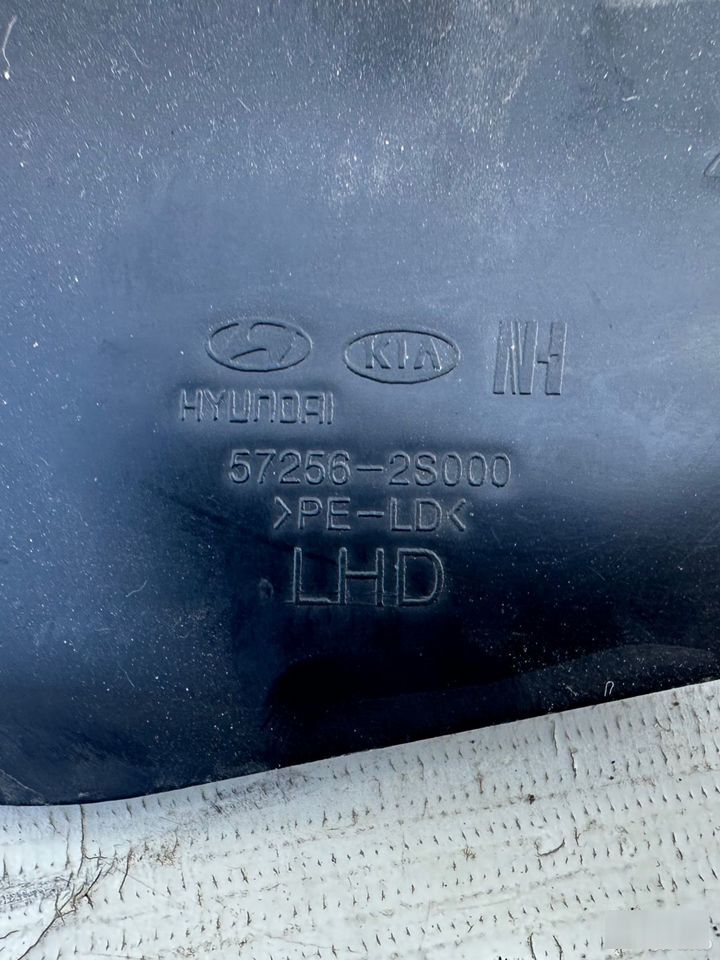 KIA
HYUNDAI
57256-2S000
>PE-LD<
LHD